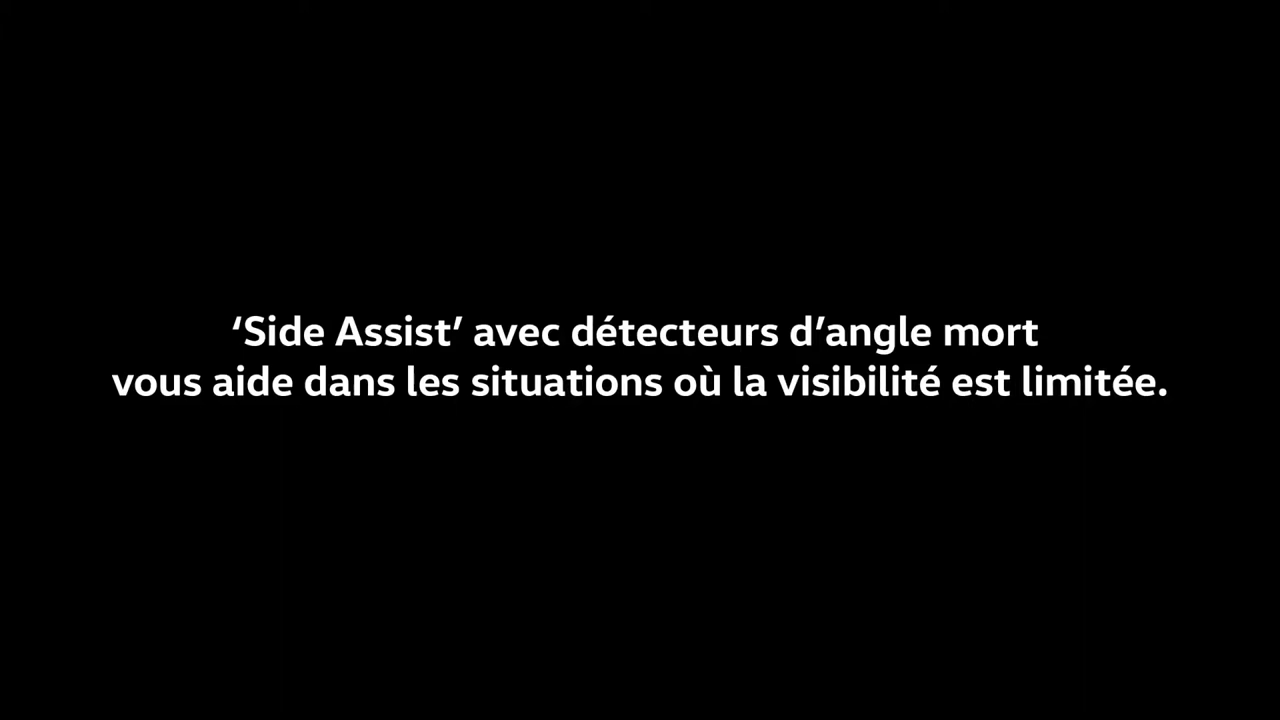 ‘Side Assist’ avec détecteurs d’angle mort
vous aide dans les situations où la visibilité est limitée.